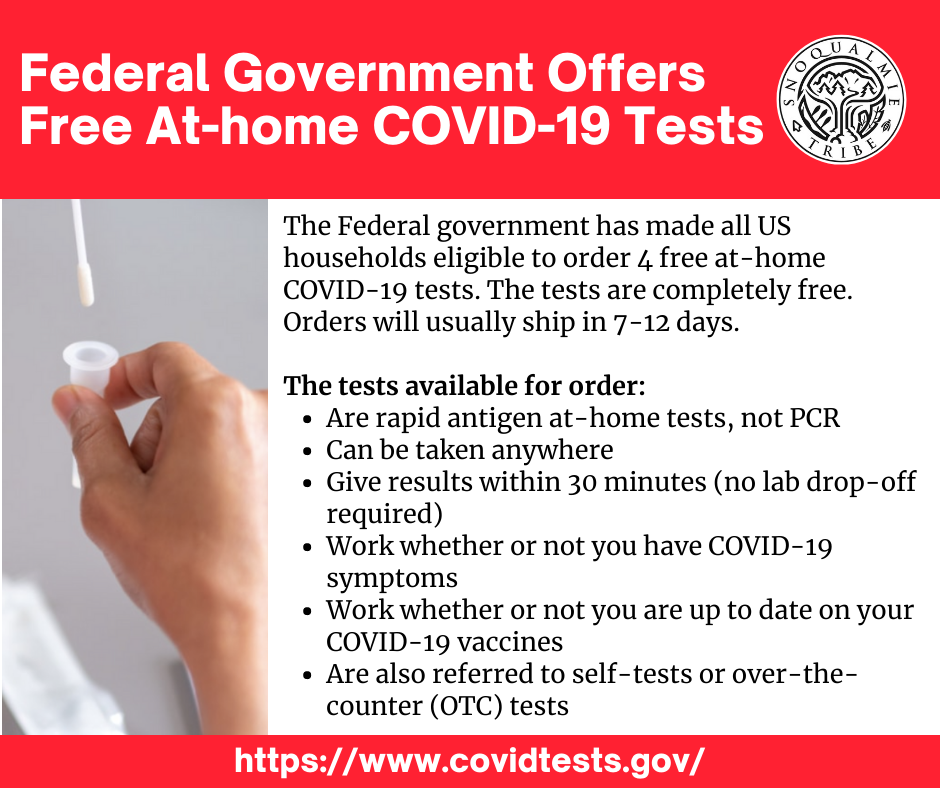 Federal Government Offers
Free At-home COVID-19 Tests
SNOQUALMIE
TRIBE
The Federal government has made all US
households eligible to order 4 free at-home
COVID-19 tests. The tests are completely free.
Orders will usually ship in 7-12 days.
The tests available for order:
• Are rapid antigen at-home tests, not PCR
• Can be taken anywhere
• Give results within 30 minutes (no lab drop-off
required)
• Work whether or not you have COVID-19
symptoms
• Work whether or not you are up to date on your
COVID-19 vaccines
• Are also referred to self-tests or over-the-
counter (OTC) tests
https://www.covidtests.gov/